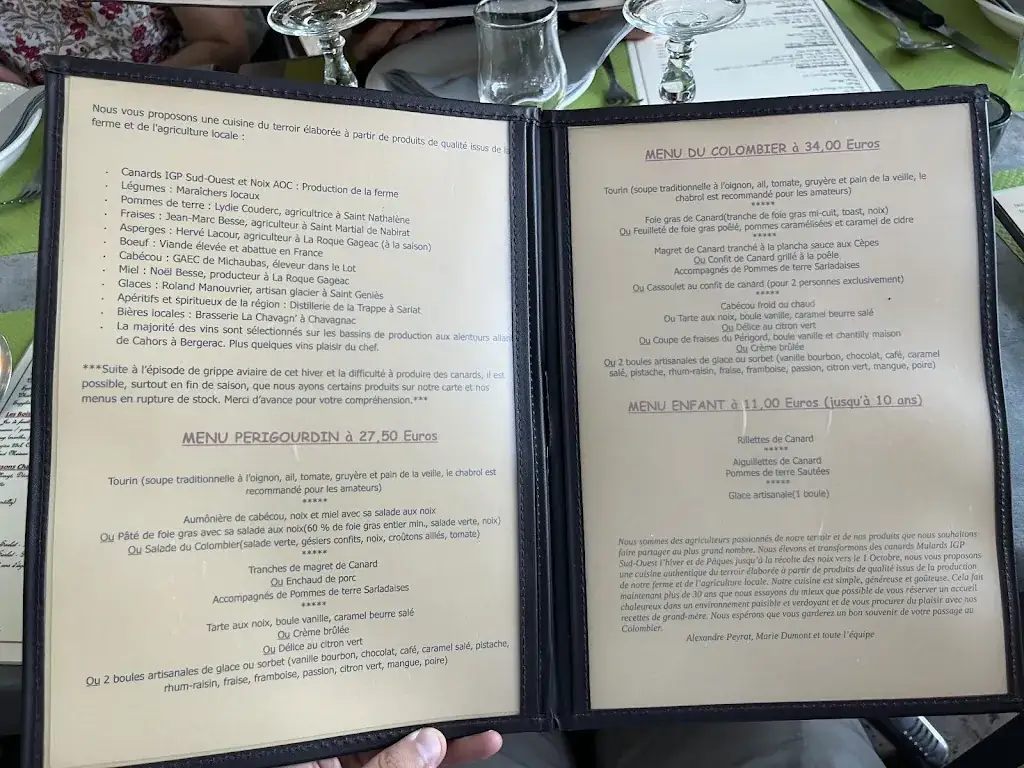 Nous vous proposons une cuisine du terroir élaborée à partir de produits de qualité issus de la
ferme et de l'agriculture locale :
· Canards IGP Sud-Ouest et Noix AOC : Production de la ferme
· Légumes : Maraîchers locaux
· Pommes de terre : Lydie Couderc, agricultrice à Saint Nathalène
· Fraises : Jean-Marc Besse, agriculteur à Saint Martial de Nabirat
· Asperges : Hervé Lacour, agriculteur à La Roque Gageac (à la saison)
· Boeuf : Viande élevée et abattue en France
· Cabécou : GAEC de Michaubas, éleveur dans le Lot
· Miel : Noël Besse, producteur à La Roque Gageac
· Glaces : Roland Manouvrier, artisan glacier à Saint Geniès
· Apéritifs et spiritueux de la région : Distillerie de la Trappe à Sarlat
· Bières locales : Brasserie La Chavagn' à Chavagnac
· La majorité des vins sont sélectionnés sur les bassins de production aux alentours allant
de Cahors à Bergerac. Plus quelques vins plaisir du chef.
***Suite à l'épisode de grippe aviaire de cet hiver et la difficulté à produire des canards, il est
possible, surtout en fin de saison, que nous ayons certains produits sur notre carte et nos
menus en rupture de stock. Merci d'avance pour votre compréhension.***
MENU PERIGOURDIN à 27,50 Euros
Tourin (soupe traditionnelle à l'oignon, ail, tomate, gruyère et pain de la veille, le chabrol est
recommandé pour les amateurs)
*****
Aumônière de cabécou, noix et miel avec sa salade aux noix
Ou Pâté de foie gras avec sa salade aux noix(60 % de foie gras entier min., salade verte, noix)
Ou Salade du Colombier(salade verte, gésiers confits, noix, croûtons aillés, tomate)
*****
Tranches de magret de Canard
Ou Enchaud de porc
Accompagnés de Pommes de terre Sarladaises
*****
Tarte aux noix, boule vanille, caramel beurre salé
Ou Crème brûlée
Ou Délice au citron vert
Ou 2 boules artisanales de glace ou sorbet (vanille bourbon, chocolat, café, caramel salé, pistache,
rhum-raisin, fraise, framboise, passion, citron vert, mangue, poire)
MENU DU COLOMBIER à 34,00 Euros
Tourin (soupe traditionnelle à l'oignon, ail, tomate, gruyère et pain de la veille, le
chabrol est recommandé pour les amateurs)
*****
Foie gras de Canard(tranche de foie gras mi-cuit, toast, noix)
Ou Feuilleté de foie gras poêlé, pommes caramélisées et caramel de cidre
*****
Magret de Canard tranché à la plancha sauce aux Cèpes
Ou Confit de Canard grillé à la poêle
Accompagnés de Pommes de terre Sarladaises
Ou Cassoulet au confit de canard (pour 2 personnes exclusivement)
*****
Cabécou froid ou chaud
Ou Tarte aux noix, boule vanille, caramel beurre salé
Ou Délice au citron vert
Ou Coupe de fraises du Périgord, boule vanille et chantilly maison
Ou Crème brûlée
Ou 2 boules artisanales de glace ou sorbet (vanille bourbon, chocolat, café, caramel
salé, pistache, rhum-raisin, fraise, framboise, passion, citron vert, mangue, poire)
MENU ENFANT à 11,00 Euros (jusqu'à 10 ans)
Rillettes de Canard
*****
Aiguillettes de Canard
Pommes de terre Sautées
*****
Glace artisanale(1 boule)
Nous sommes des agriculteurs passionnés de notre terroir et de nos produits que nous souhaitons
faire partager au plus grand nombre. Nous élevons et transformons des canards Mulards IGP
Sud-Ouest l'hiver et de Pâques jusqu'à la récolte des noix vers le 1 Octobre, nous vous proposons
une cuisine authentique du terroir élaborée à partir de produits de qualité issus de la production
de notre ferme et de l'agriculture locale. Notre cuisine est simple, généreuse et goûteuse. Cela fait
maintenant plus de 30 ans que nous essayons du mieux que possible de vous réserver un accueil
chaleureux dans un environnement paisible et verdoyant et de vous procurer du plaisir avec nos
recettes de grand-mère. Nous espérons que vous garderez un bon souvenir de votre passage au
Colombier.
Alexandre Peyrat, Marie Dumont et toute l'équipe